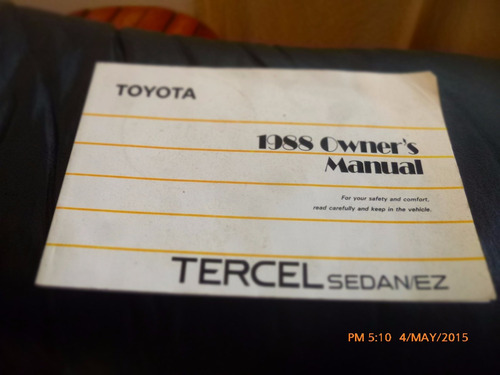 TOYOTA
1988 Owner's
Manual
For your safety and comfort,
read carefully and keep in the vehicle.
TERCEL SEDAN/EZ
PM 5:10 4/MAY/2015